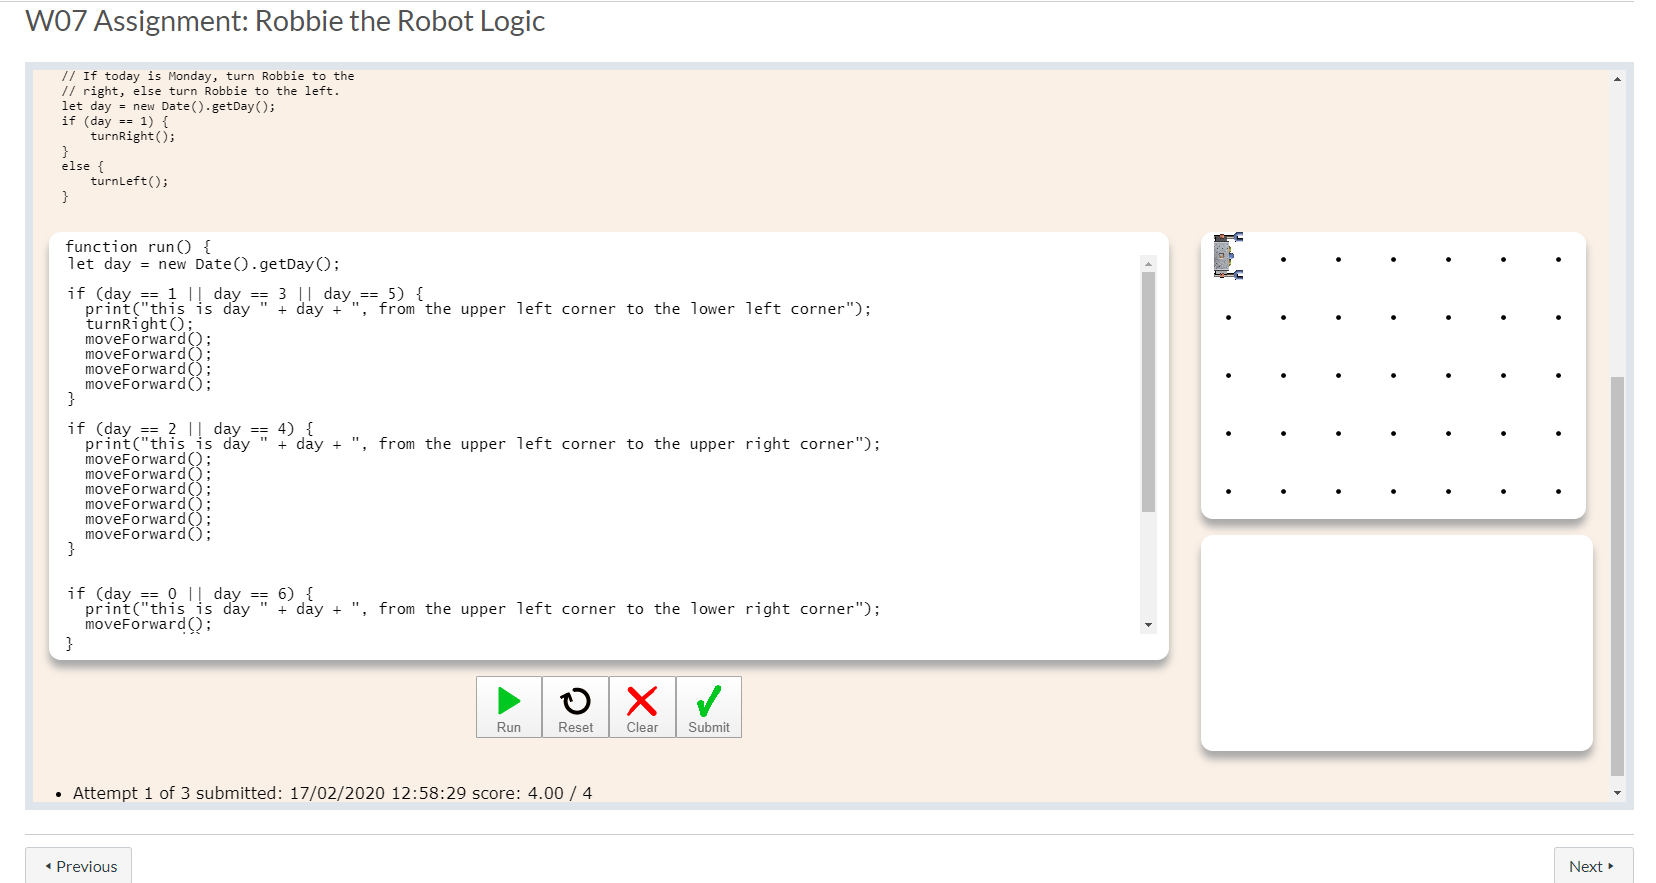 W07 Assignment: Robbie the Robot Logic
// If today is Monday, turn Robbie to the
// right, else turn Robbie to the left.
let day = new Date().getDay();
if (day == 1) {
    turnRight();
}
else {
    turnLeft();
}
function run() {
let day = new Date().getDay();
if (day == 1 || day == 3 || day == 5) {
  print("this is day " + day + ", from the upper left corner to the lower left corner");
  turnRight();
  moveForward();
  moveForward();
  moveForward();
  moveForward();
}
if (day == 2 || day == 4) {
  print("this is day " + day + ", from the upper left corner to the upper right corner");
  moveForward();
  moveForward();
  moveForward();
  moveForward();
  moveForward();
  moveForward();
}
if (day == 0 || day == 6) {
  print("this is day " + day + ", from the upper left corner to the lower right corner");
  moveForward();
}
Run
Reset
Clear
Submit
• Attempt 1 of 3 submitted: 17/02/2020 12:58:29 score: 4.00 / 4
Previous
Next